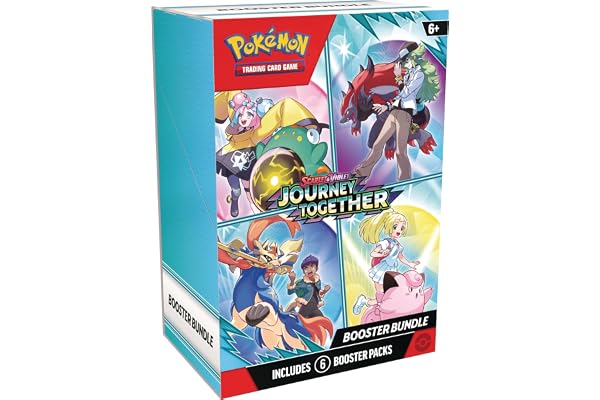 POKéMON
TRADING CARD GAME
6+
SCARLET & VIOLET
JOURNEY
TOGETHER
BOOSTER BUNDLE
BOOSTER BUNDLE
INCLUDES 6 BOOSTER PACKS